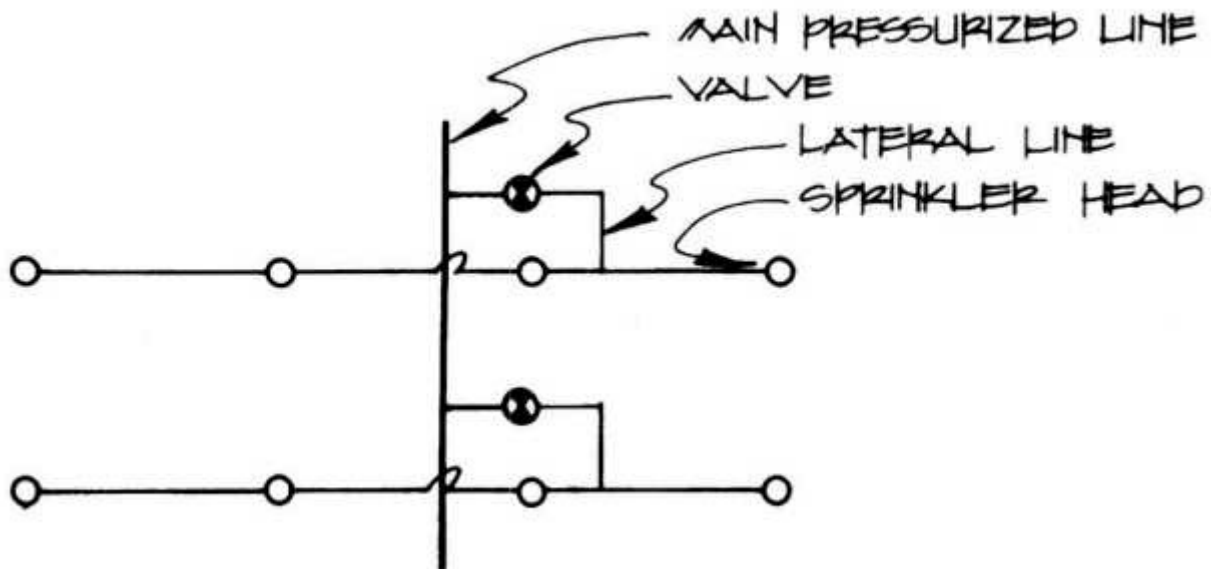 MAIN PRESSURIZED LINE
VALVE
LATERAL LINE
SPRINKLER HEAD